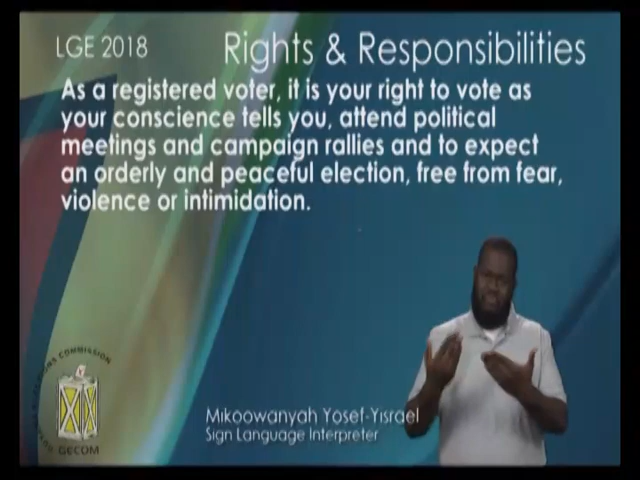 LGE 2018
Rights & Responsibilities
As a registered voter, it is your right to vote as
your conscience tells you, attend political
meetings and campaign rallies and to expect
an orderly and peaceful election, free from fear,
violence or intimidation.
Mikoowanyah Yosef-Yisrael
Sign Language Interpreter
COMMISSION
GECOM